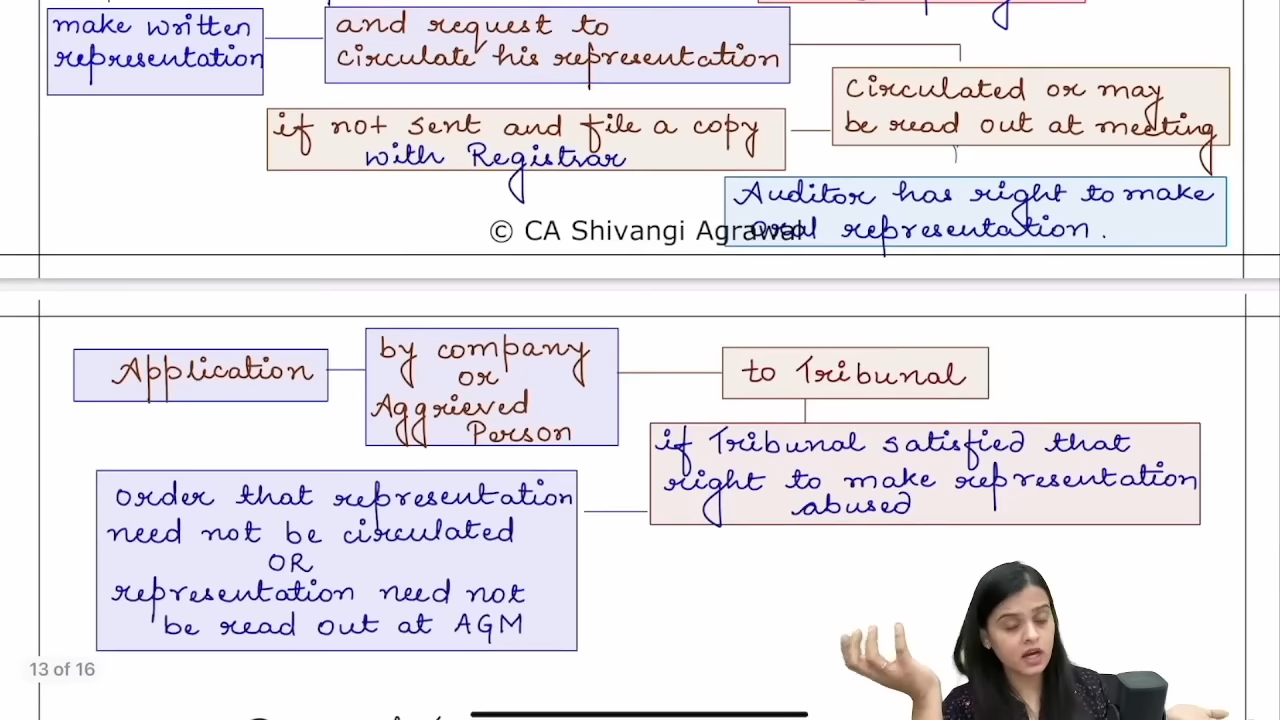 make written
representation
and request to
circulate his representation
circulated or may
be read out at meeting
if not sent and file a copy
with Registrar
Auditor has right to make
oral representation.
© CA Shivangi Agrawal
Application
by company
or
Aggrieved
Person
to Tribunal
if Tribunal satisfied that
right to make representation
abused
order that representation
need not be circulated
OR
representation need not
be read out at AGM
13 of 16